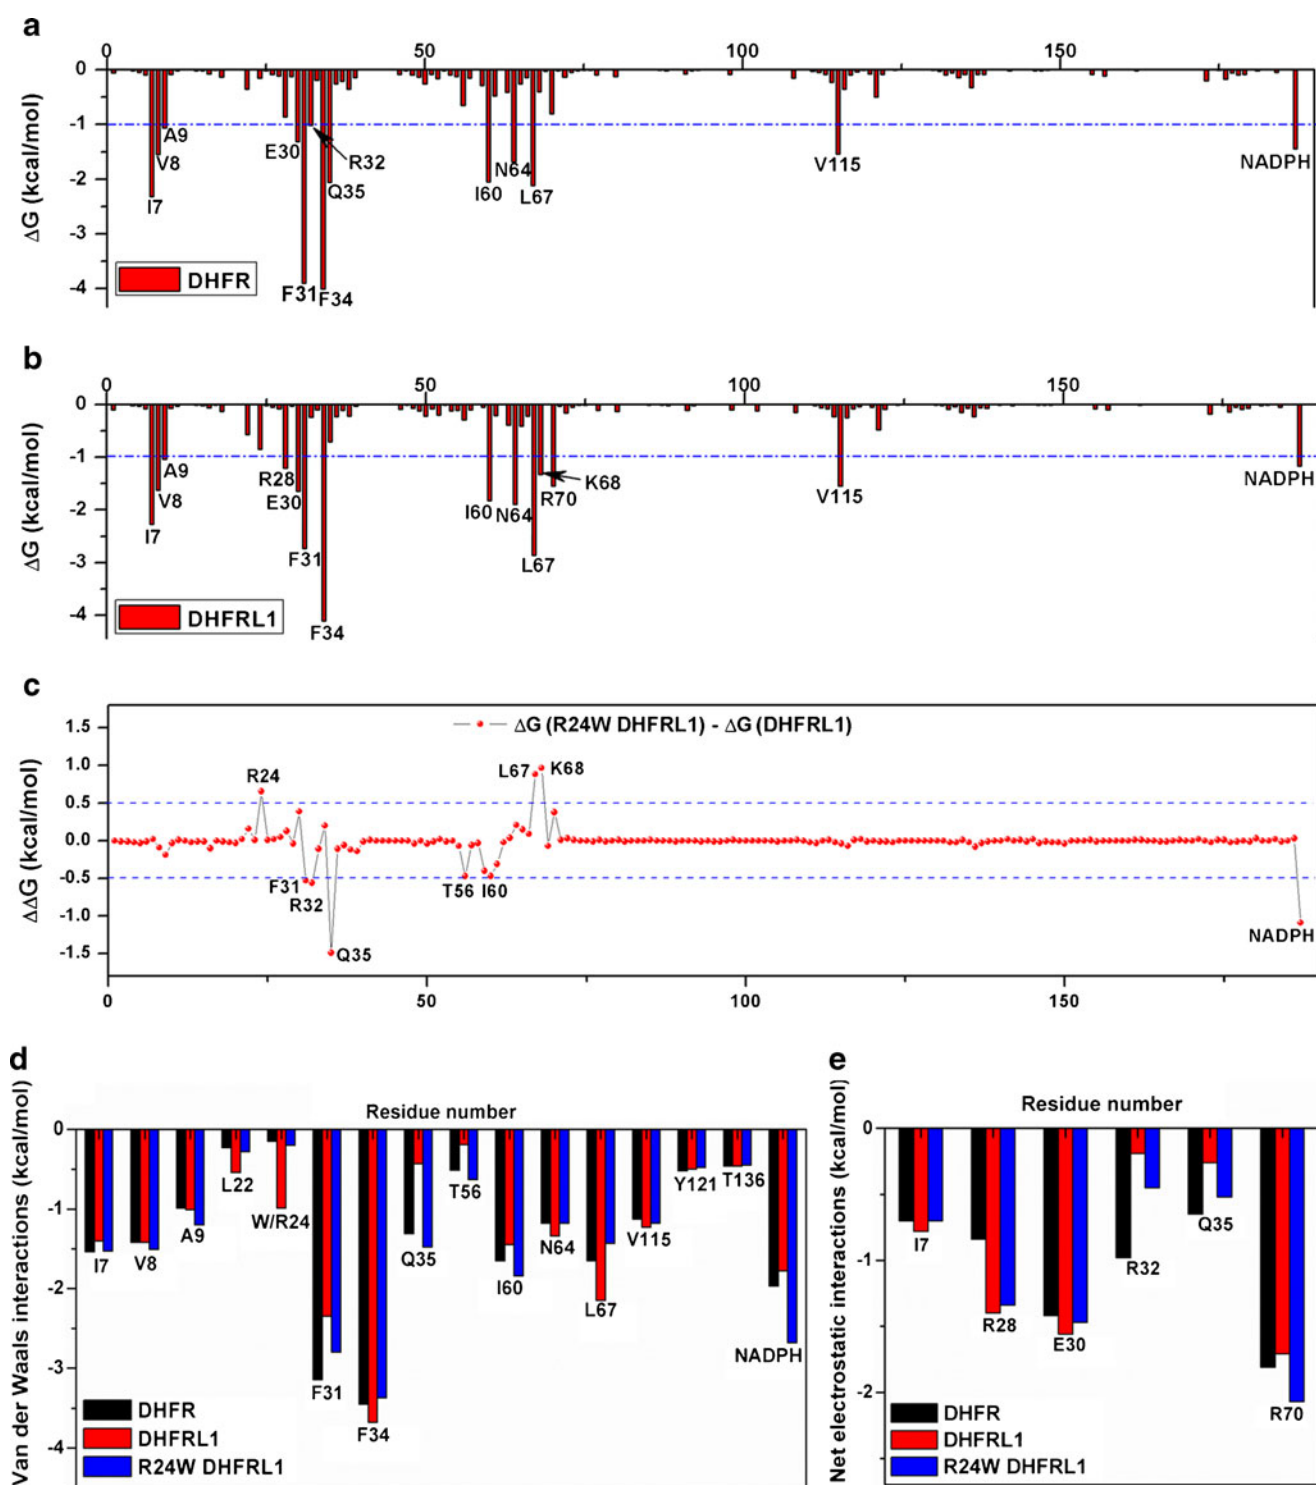 a
0 50 100 150
0
-1
-2
-3
-4
ΔG (kcal/mol)
I7
V8
A9
E30
F31
R32
F34
Q35
I60
N64
L67
V115
NADPH
DHFR
b
0 50 100 150
0
-1
-2
-3
-4
ΔG (kcal/mol)
I7
V8
A9
R28
E30
F31
F34
I60
N64
L67
K68
R70
V115
NADPH
DHFRL1
c
ΔG (R24W DHFRL1) - ΔG (DHFRL1)
1.5
1.0
0.5
0.0
-0.5
-1.0
-1.5
ΔΔG (kcal/mol)
R24
F31
R32
Q35
T56
I60
L67
K68
NADPH
0 50 100 150
d
Residue number
Van der Waals interactions (kcal/mol)
0
-1
-2
-3
-4
I7
V8
A9
L22
W/R24
F31
F34
Q35
T56
I60
N64
L67
V115
Y121
T136
NADPH
DHFR
DHFRL1
R24W DHFRL1
e
Residue number
Net electrostatic interactions (kcal/mol)
0
-1
-2
I7
R28
E30
R32
Q35
R70
DHFR
DHFRL1
R24W DHFRL1